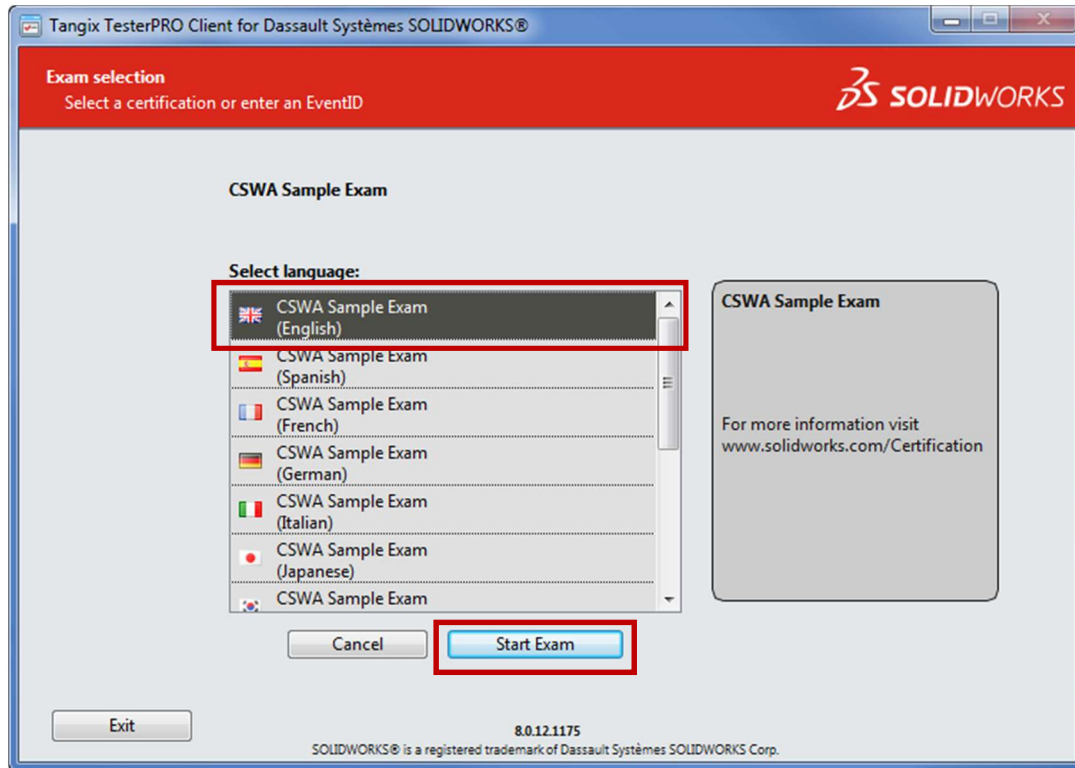 Tangix TesterPRO Client for Dassault Systèmes SOLIDWORKS®
Exam selection
Select a certification or enter an EventID
SOLIDWORKS
CSWA Sample Exam
Select language:
CSWA Sample Exam
(English)
CSWA Sample Exam
(Spanish)
CSWA Sample Exam
(French)
CSWA Sample Exam
(German)
CSWA Sample Exam
(Italian)
CSWA Sample Exam
(Japanese)
CSWA Sample Exam
CSWA Sample Exam
For more information visit
www.solidworks.com/Certification
Cancel
Start Exam
Exit
8.0.12.1175
SOLIDWORKS® is a registered trademark of Dassault Systèmes SOLIDWORKS Corp.